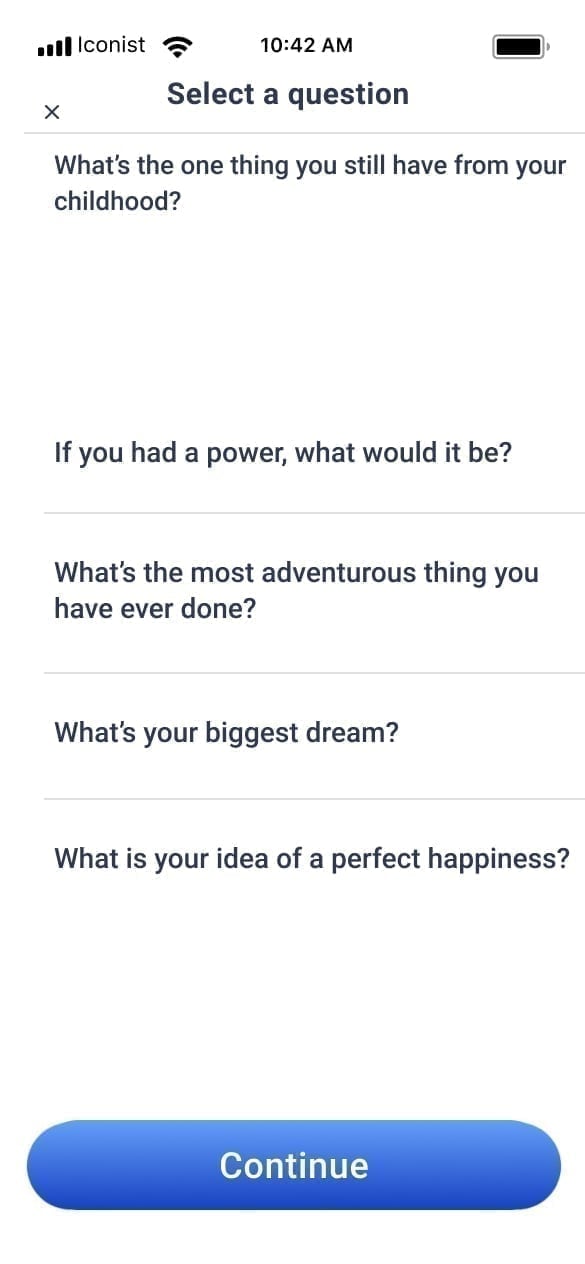 Iconist 10:42 AM
Select a question
What's the one thing you still have from your
childhood?
If you had a power, what would it be?
What's the most adventurous thing you
have ever done?
What's your biggest dream?
What is your idea of a perfect happiness?
Continue